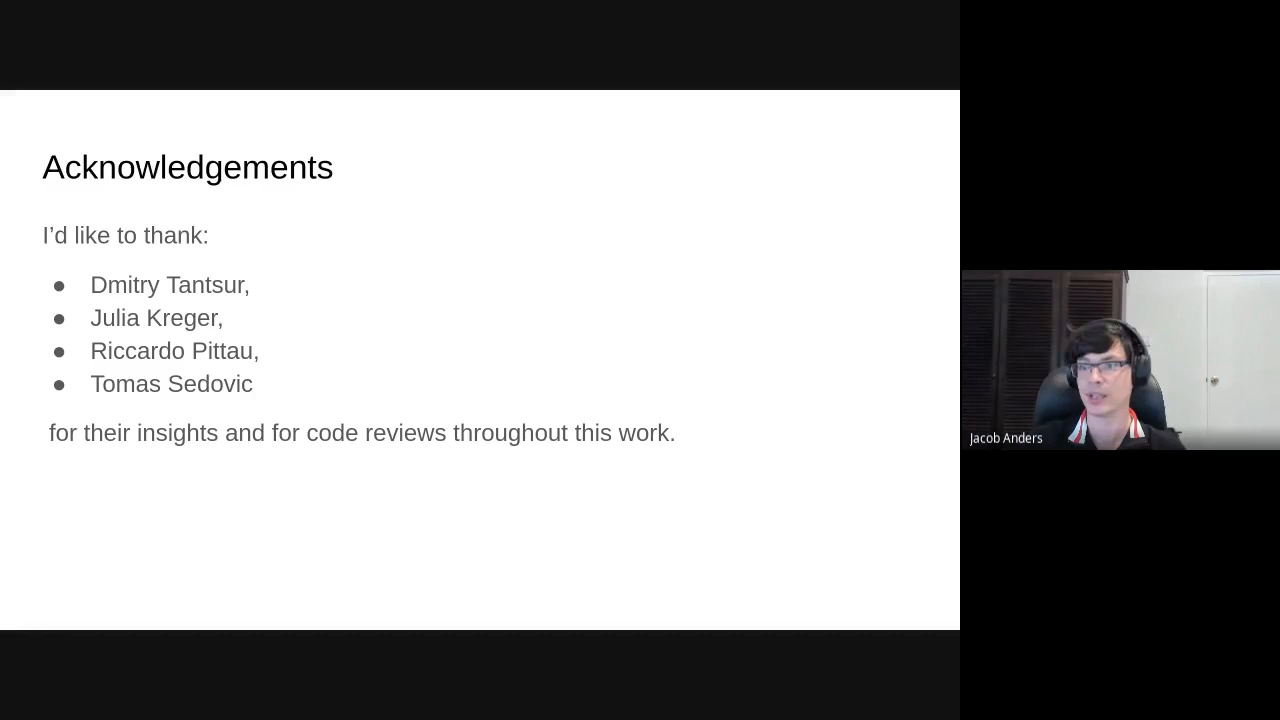 Acknowledgements
I’d like to thank:
● Dmitry Tantsur,
● Julia Kreger,
● Riccardo Pittau,
● Tomas Sedovic
for their insights and for code reviews throughout this work.
Jacob Anders